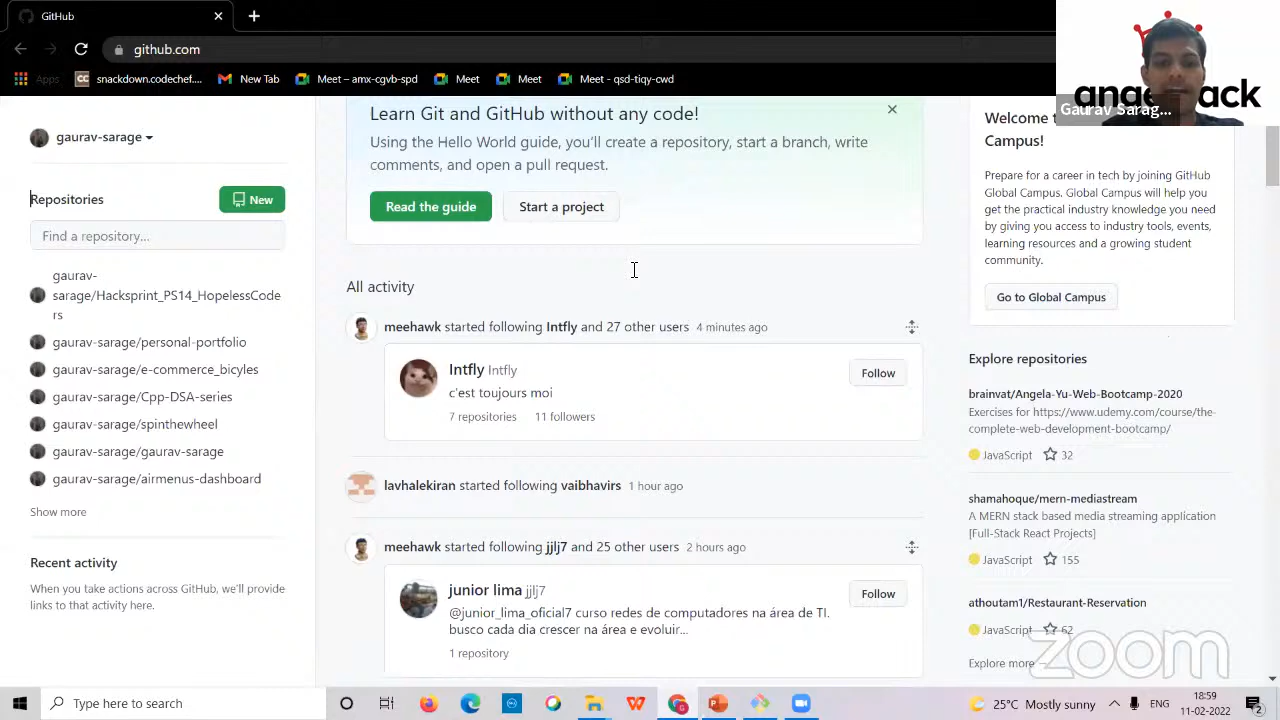 GitHub
github.com
Apps
CC
snackdown.codechef....
New Tab
Meet – amx-cgvb-spd
Meet
Meet
Meet - qsd-tiqy-cwd
Gaurav Sarag...
ack
gaurav-sarage
Repositories
New
Find a repository...
gaurav-
sarage/Hacksprint_PS14_HopelessCode
rs
gaurav-sarage/personal-portfolio
gaurav-sarage/e-commerce_bicyles
gaurav-sarage/Cpp-DSA-series
gaurav-sarage/spinthewheel
gaurav-sarage/gaurav-sarage
gaurav-sarage/airmenus-dashboard
Show more
Recent activity
When you take actions across GitHub, we'll provide
links to that activity here.
Learn Git and GitHub without any code!
Using the Hello World guide, you'll create a repository, start a branch, write
comments, and open a pull request.
Read the guide
Start a project
All activity
meehawk started following Intfly and 27 other users 4 minutes ago
Intfly Intfly
Follow
c'est toujours moi
7 repositories 11 followers
lavhalekiran started following vaibhavirs 1 hour ago
meehawk started following jjlj7 and 25 other users 2 hours ago
junior lima jjlj7
Follow
@junior_lima_oficial7 curso redes de computadores na área de TI.
busco cada dia crescer na área e evoluir...
1 repository
Welcome
Campus!
Prepare for a career in tech by joining GitHub
Global Campus. Global Campus will help you
get the practical industry knowledge you need
by giving you access to industry tools, events,
learning resources and a growing student
community.
Go to Global Campus
Explore repositories
brainvat/Angela-Yu-Web-Bootcamp-2020
Exercises for https://www.udemy.com/course/the-
complete-web-development-bootcamp/
JavaScript 32
shamahoque/mern-mediastream
A MERN stack based media streaming application
[Full-Stack React Projects]
JavaScript 155
athoutam1/Restaurant-Reservation
JavaScript 62
Explore more
zoom
Type here to search
25°C Mostly sunny
ENG
18:59
11-02-2022
2